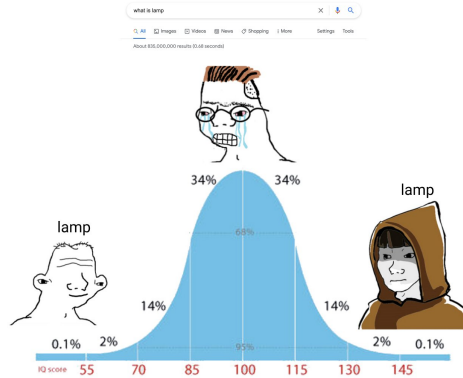 what is lamp
All Images Videos News Shopping More Settings Tools
About 835,000,000 results (0.68 seconds)
34% 34%
lamp
68%
lamp
14% 14%
0.1% 2% 95% 2% 0.1%
IQ score 55 70 85 100 115 130 145